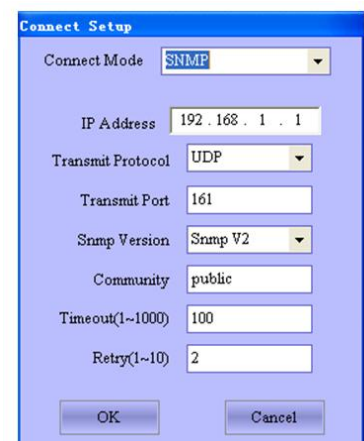 Connect Setup
Connect Mode SNMP
IP Address 192 . 168 . 1 . 1
Transmit Protocol UDP
Transmit Port 161
Snmp Version Snmp V2
Community public
Timeout(1~1000) 100
Retry(1~10) 2
OK Cancel